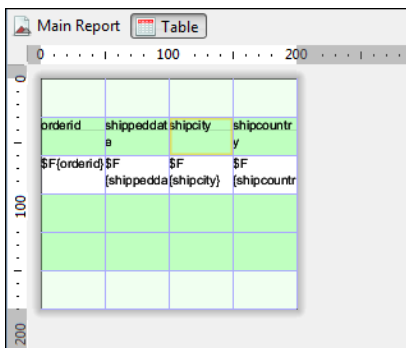 Main Report Table
0 100 200
0
orderid shippeddat shipcity shipcountr
e y
$F{orderid} $F $F $F
{shippedda {shipcity} {shipcountr
100
200